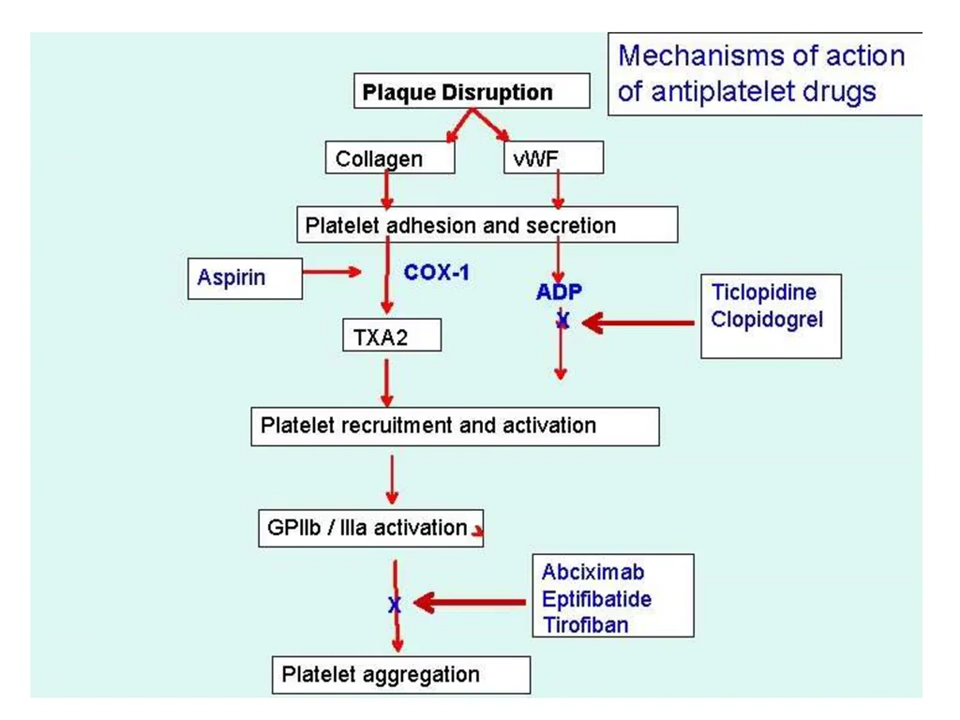 Mechanisms of action
of antiplatelet drugs
Plaque Disruption
Collagen
vWF
Platelet adhesion and secretion
Aspirin
COX-1
ADP
X
Ticlopidine
Clopidogrel
TXA2
Platelet recruitment and activation
GPIIb / IIIa activation
Abciximab
Eptifibatide
Tirofiban
X
Platelet aggregation